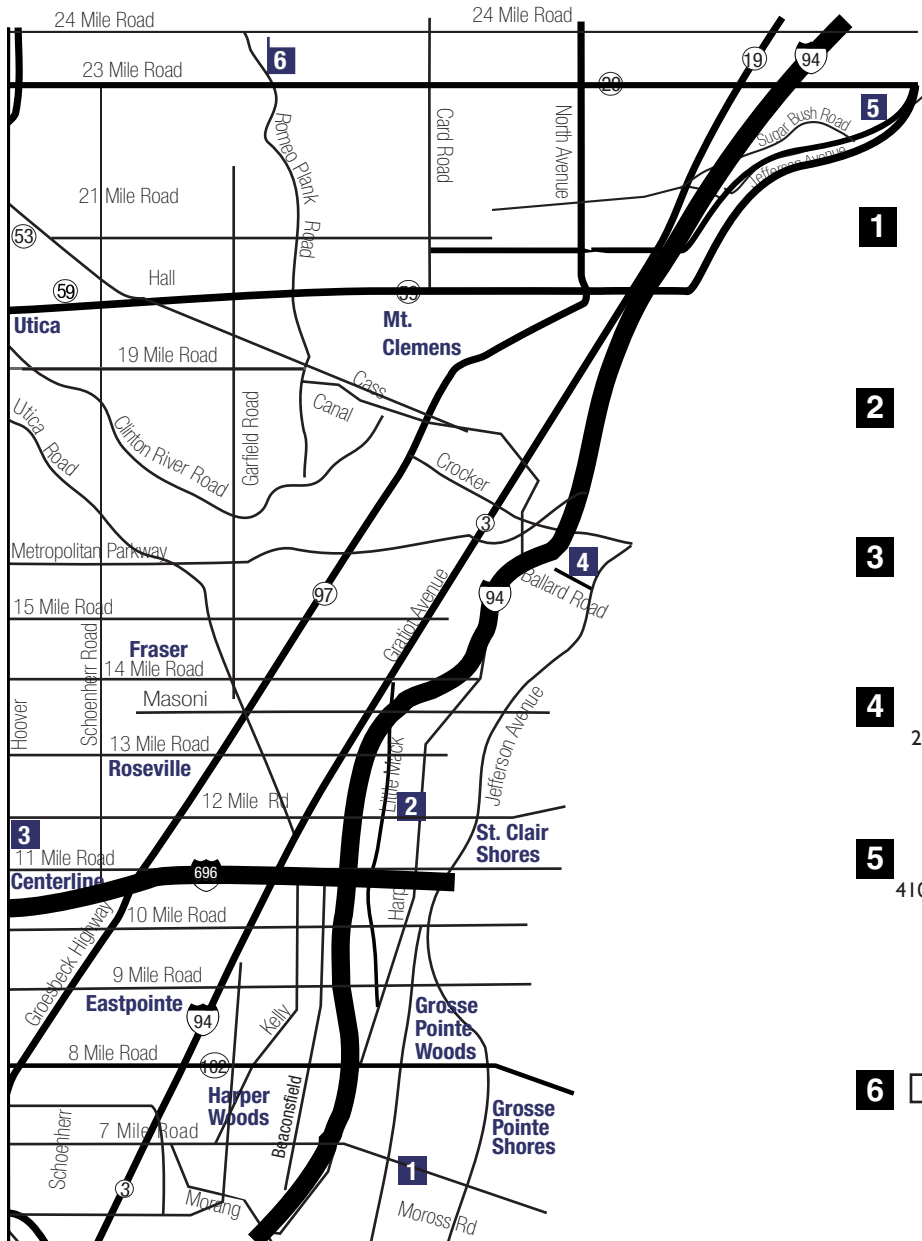 24 Mile Road
24 Mile Road
6
19
94
23 Mile Road
29
5
Sugar Bush Road
Jefferson Avenue
Romeo Plank
Road
Card Road
North Avenue
21 Mile Road
1
53
Hall
59
59
Utica
Mt.
Clemens
19 Mile Road
Cass
Canal
2
Utica Road
Clinton River Road
Garfield Road
Crocker
3
Metropolitan Parkway
4
3
Ballard Road
97
94
15 Mile Road
Gratiot Avenue
Fraser
14 Mile Road
Schoenherr Road
Masoni
4
Hoover
13 Mile Road
2
Roseville
Little Mack
Jefferson Avenue
12 Mile Rd
2
3
St. Clair
Shores
11 Mile Road
5
Centerline
696
Harp
410
10 Mile Road
Groesbeck Highway
9 Mile Road
Eastpointe
94
Kelly
Grosse
Pointe
Woods
8 Mile Road
102
6
Harper
Woods
Beaconsfield
Grosse
Pointe
Shores
Schoenherr
7 Mile Road
1
3
Morang
Moross Rd